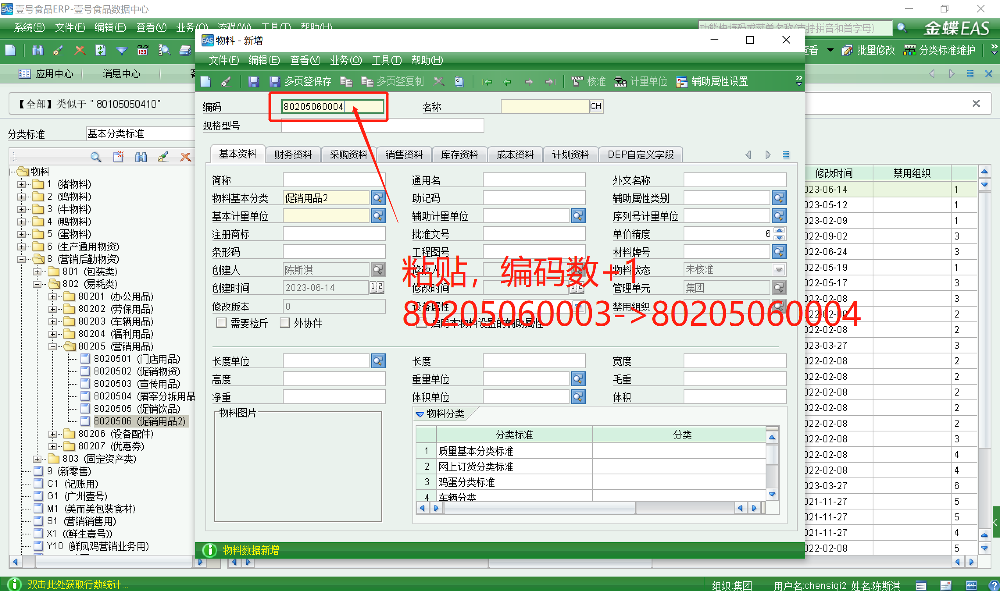 壹号食品ERP-壹号食品数据中心
系统(S) 文件(F) 编辑(E) 查看(V) 业务(O) 流程(W) 工具(T) 帮助(H)
功能快捷码或菜单名称(支持拼音和首字母)
金蝶EAS
查看 批量修改 分类标准维护
应用中心 消息中心 客
【全部】类似于 " 80105050410"
分类标准 基本分类标准
物料
1 (猪物料)
2 (鸡物料)
3 (牛物料)
4 (鸭物料)
5 (蛋物料)
6 (生产通用物资)
8 (营销后勤物资)
801 (包装类)
802 (易耗类)
80201 (办公用品)
80202 (劳保用品)
80203 (车辆用品)
80204 (福利用品)
80205 (营销用品)
8020501 (门店用品)
8020502 (促销物资)
8020503 (宣传用品)
8020504 (屠宰分拆用品
8020505 (促销饮品)
8020506 (促销用品2)
80206 (设备配件)
80207 (优惠券)
803 (固定资产类)
9 (新零售)
C1 (记账用)
G1 (广州壹号)
M1 (美而美包装食材)
S1 (营销销售用)
X1 ((鲜生壹号))
Y10 (鲜凤鸡营销业务用)
物料 - 新增
文件(F) 编辑(E) 查看(V) 业务(O) 工具(T) 帮助(H)
多页签保存 多页签复制 核准 计量单位 辅助属性设置
编码 80205060004 名称 CH
规格型号
基本资料 财务资料 采购资料 销售资料 库存资料 成本资料 计划资料 DEP自定义字段
简称 通用名 外文名称
物料基本分类 促销用品2 助记码 辅助属性类别
基本计量单位 辅助计量单位 序列号计量单位
注册商标 批准文号 单价精度 6
条形码 工程图号 材料牌号
创建人 陈斯淇 修改人 物料状态 未核准
创建时间 2023-06-14 修改时间 管理单元 集团
修改版本 0 设备属性 禁用组织
需要检斤 外协件 启用本物料设置的辅助属性
粘贴，编码数+1
80205060003->80205060004
长度单位 长度 宽度
高度 重量单位 毛重
净重 体积单位 体积
物料图片 物料分类
分类标准 分类
1 质量基本分类标准
2 网上订货分类标准
3 鸡蛋分类标准
4 车辆分类
物料数据新增
修改时间 禁用组织
023-06-14 1
023-05-12 1
023-02-09 1
022-09-02 3
022-06-24 3
022-05-19 1
022-05-17 3
022-02-08 3
022-02-08 2
022-02-08 2
023-03-27 3
022-02-08 2
022-02-08 2
022-02-08 2
022-02-08 2
022-02-08 2
022-02-08 3
022-02-08 4
022-02-08 4
023-03-27 6
021-11-27 5
021-11-27 5
021-11-27 4
022-02-08 5
双击此处获取行数统计... 组织:集团 用户名:chensiqi2 姓名:陈斯淇